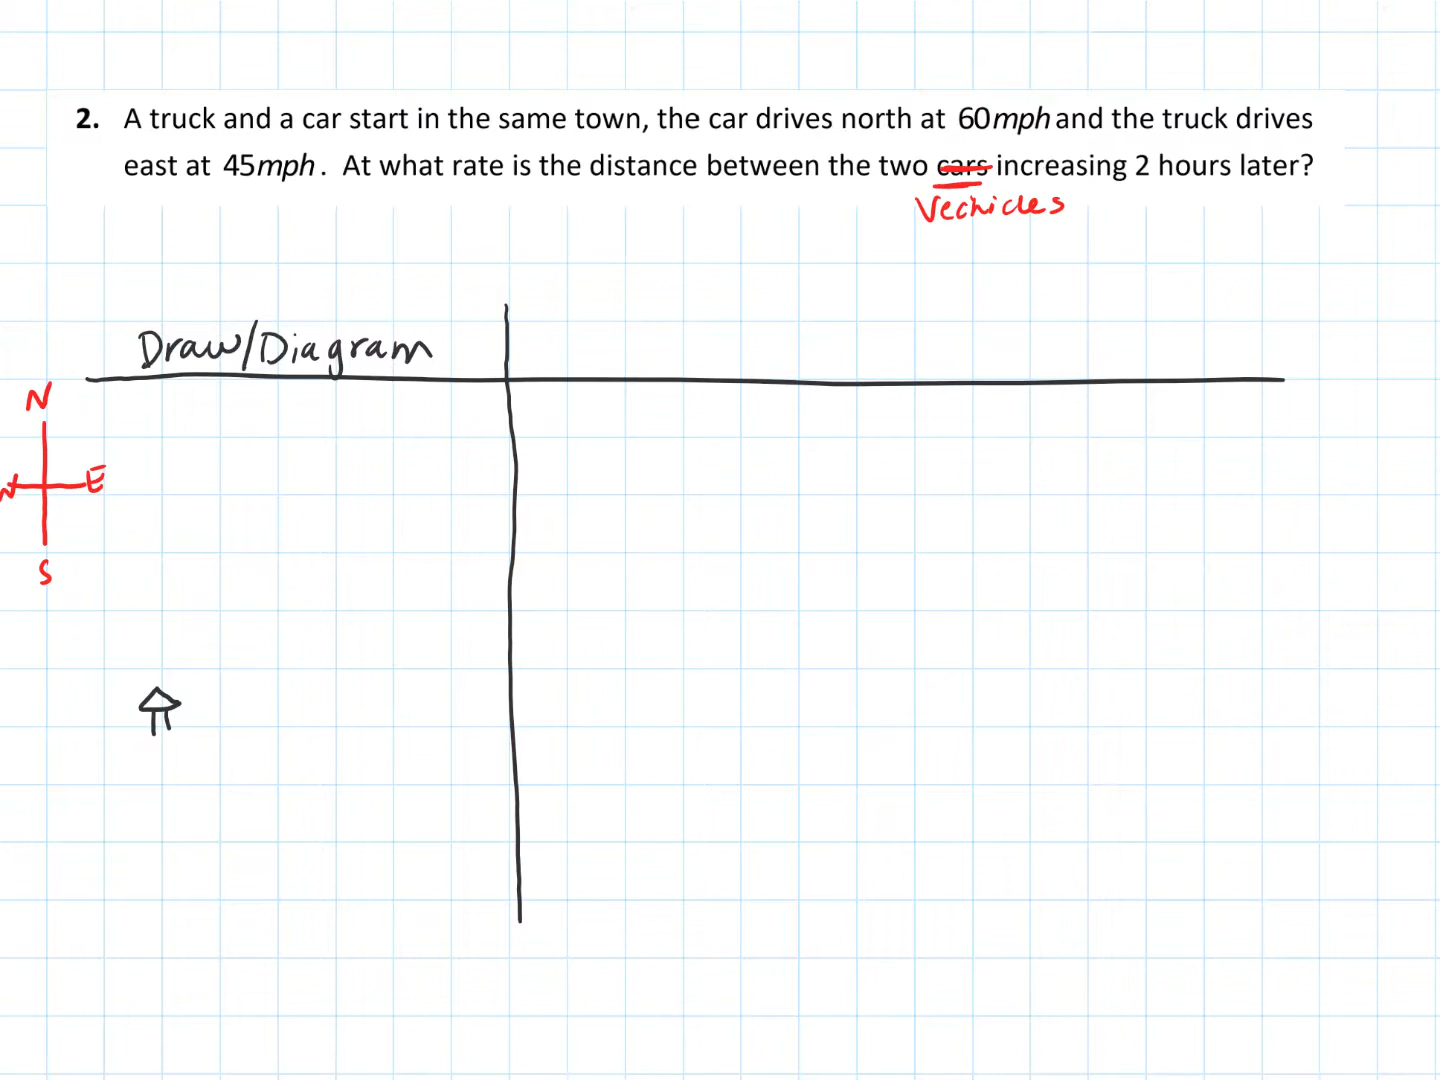 2. A truck and a car start in the same town, the car drives north at 60mph and the truck drives
east at 45mph. At what rate is the distance between the two cars increasing 2 hours later?
Vechicles
Draw/Diagram
N
W E
S